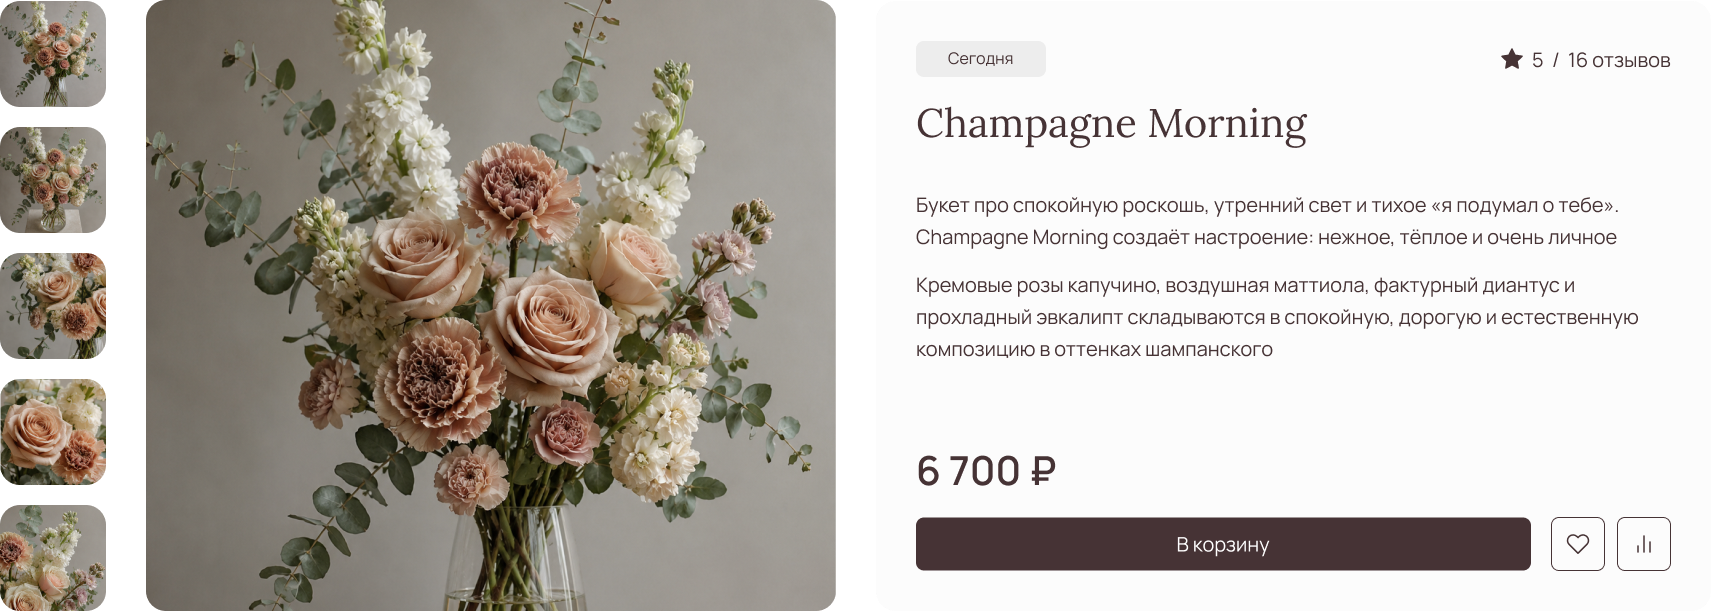 Сегодня
5 / 16 отзывов
Champagne Morning
Букет про спокойную роскошь, утренний свет и тихое «я подумал о тебе».
Champagne Morning создаёт настроение: нежное, тёплое и очень личное
Кремовые розы капучино, воздушная маттиола, фактурный диантус и
прохладный эвкалипт складываются в спокойную, дорогую и естественную
композицию в оттенках шампанского
6 700 ₽
В корзину